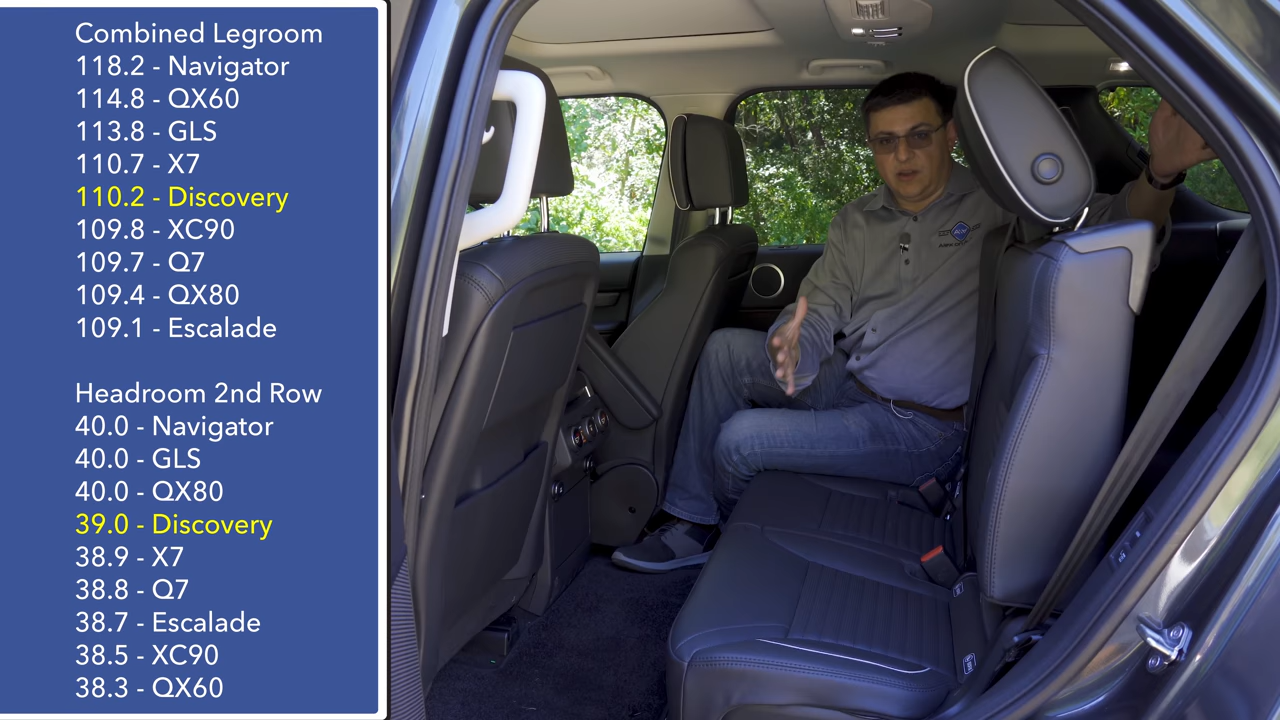 Combined Legroom
118.2 - Navigator
114.8 - QX60
113.8 - GLS
110.7 - X7
110.2 - Discovery
109.8 - XC90
109.7 - Q7
109.4 - QX80
109.1 - Escalade
Headroom 2nd Row
40.0 - Navigator
40.0 - GLS
40.0 - QX80
39.0 - Discovery
38.9 - X7
38.8 - Q7
38.7 - Escalade
38.5 - XC90
38.3 - QX60